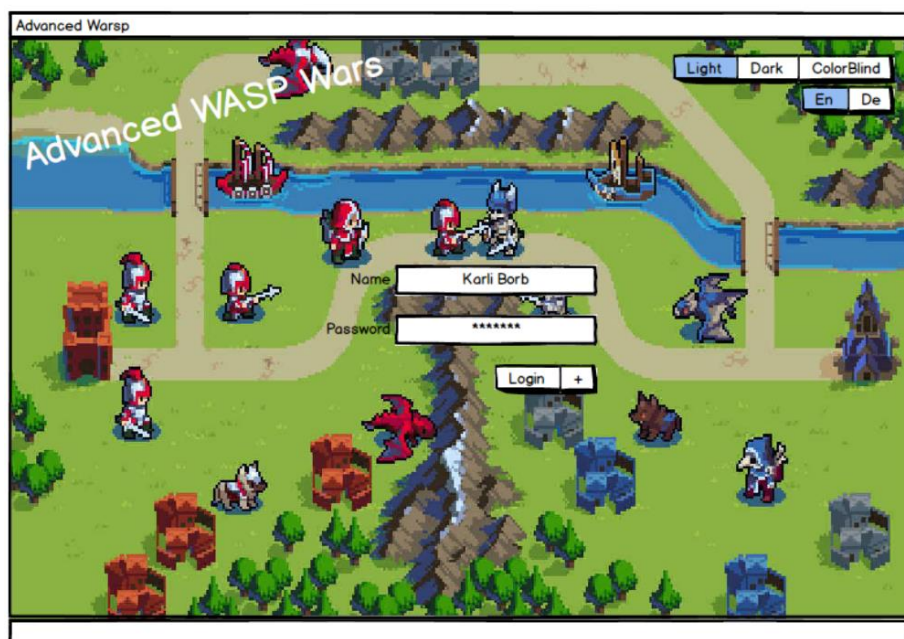 Advanced Warsp
Advanced WASP Wars
Light Dark ColorBlind
En De
Name Karli Borb
Password *******
Login +